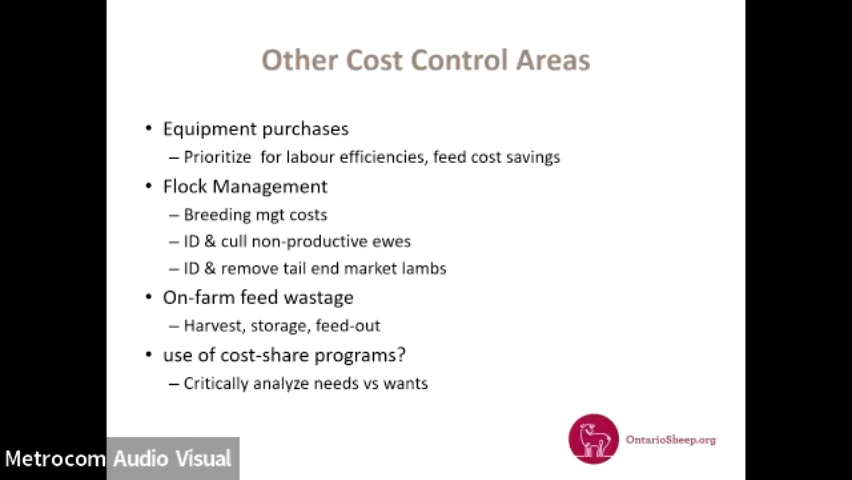 Other Cost Control Areas
• Equipment purchases
– Prioritize for labour efficiencies, feed cost savings
• Flock Management
– Breeding mgt costs
– ID & cull non-productive ewes
– ID & remove tail end market lambs
• On-farm feed wastage
– Harvest, storage, feed-out
• use of cost-share programs?
– Critically analyze needs vs wants
OntarioSheep.org
Metrocom Audio Visual